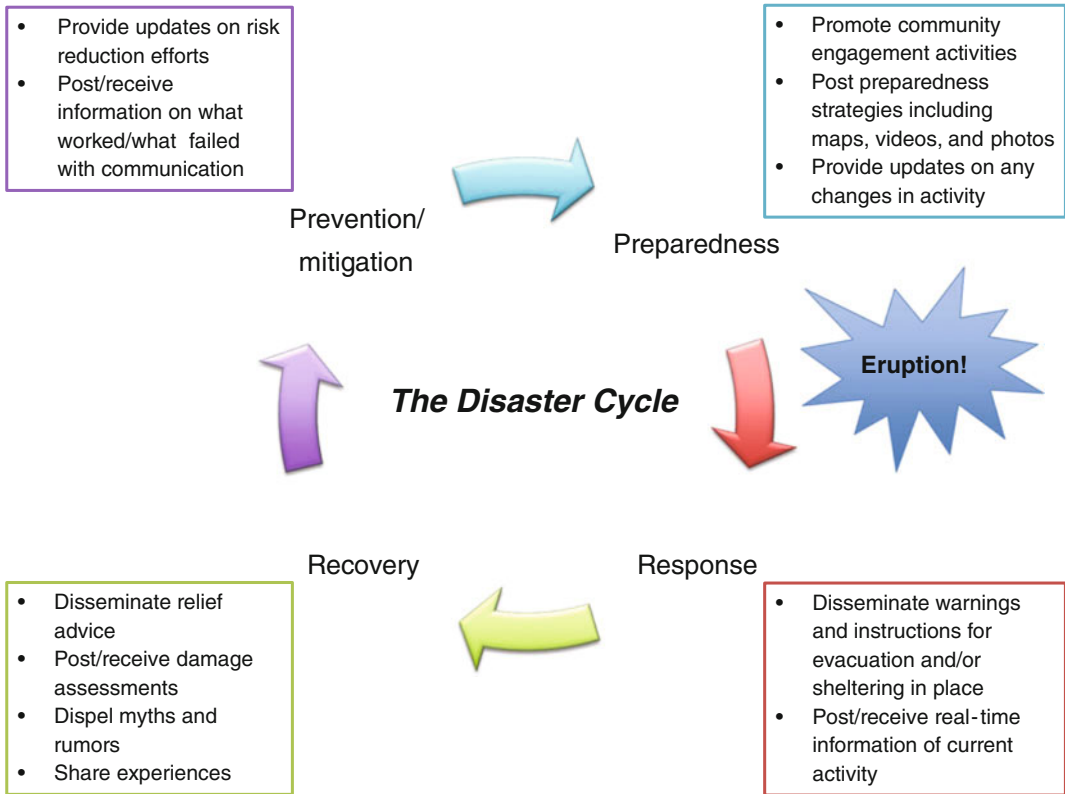 • Provide updates on risk
reduction efforts
• Post/receive
information on what
worked/what failed
with communication
• Promote community
engagement activities
• Post preparedness
strategies including
maps, videos, and photos
• Provide updates on any
changes in activity
Prevention/
mitigation
Preparedness
Eruption!
The Disaster Cycle
Recovery
Response
• Disseminate relief
advice
• Post/receive damage
assessments
• Dispel myths and
rumors
• Share experiences
• Disseminate warnings
and instructions for
evacuation and/or
sheltering in place
• Post/receive real-time
information of current
activity